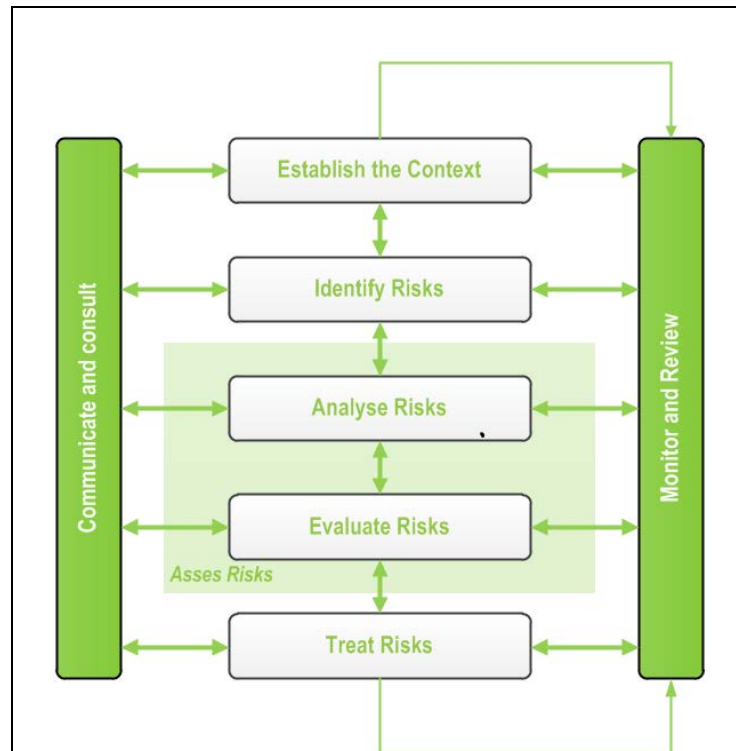 Establish the Context
Identify Risks
Analyse Risks
Evaluate Risks
Asses Risks
Treat Risks
Communicate and consult
Monitor and Review